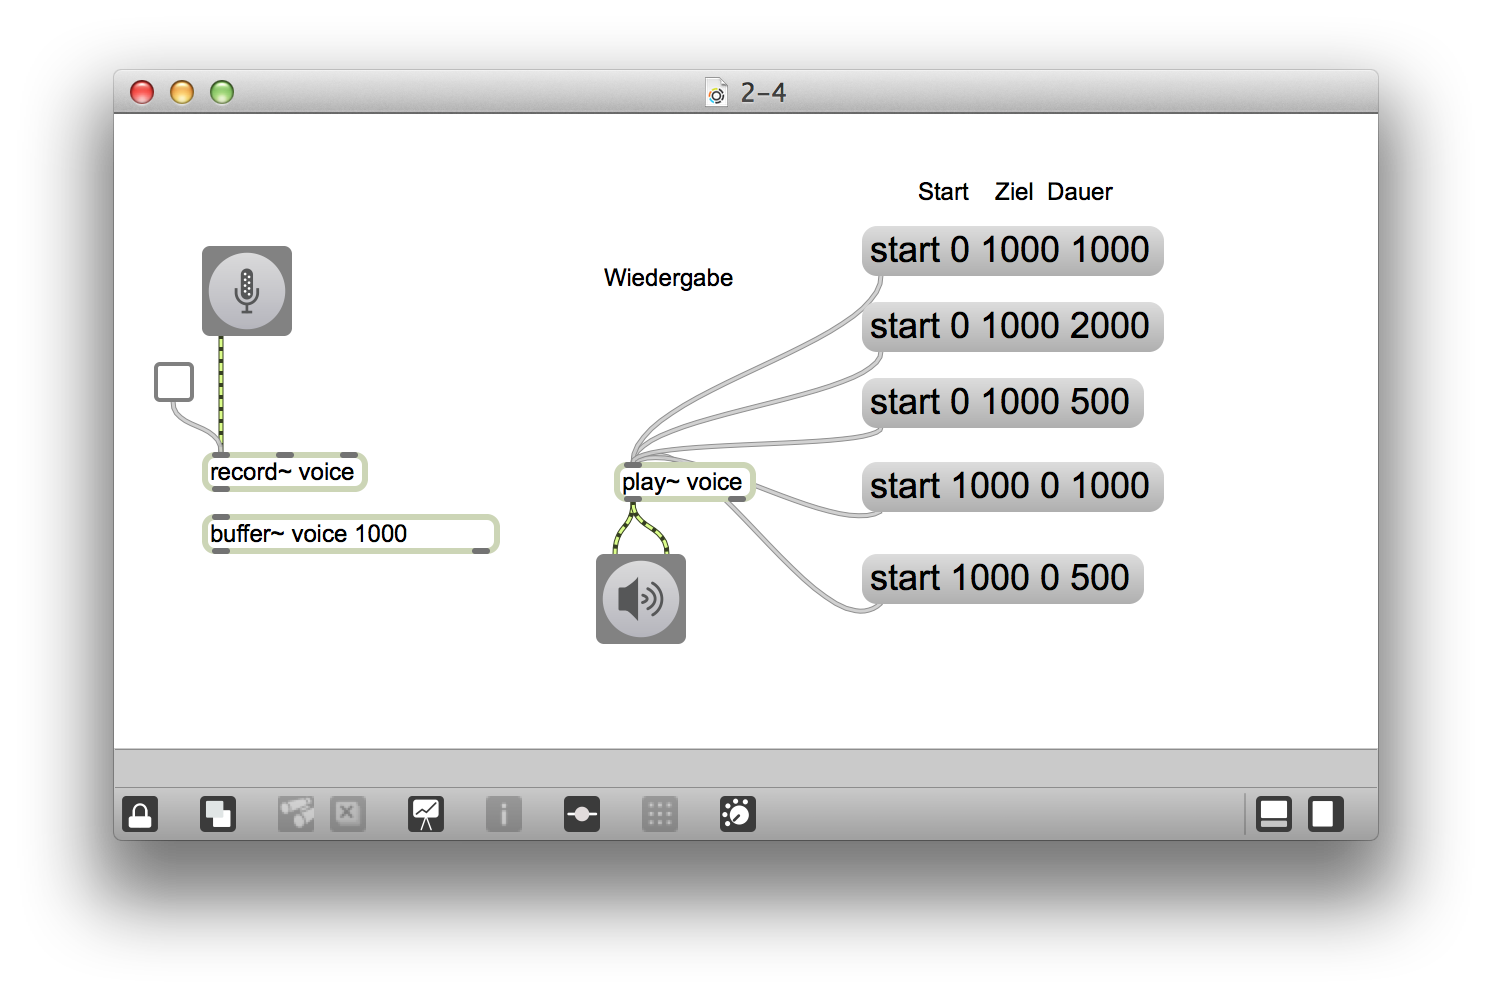 2-4
Start Ziel Dauer
start 0 1000 1000
Wiedergabe
start 0 1000 2000
start 0 1000 500
record~ voice
play~ voice
start 1000 0 1000
buffer~ voice 1000
start 1000 0 500